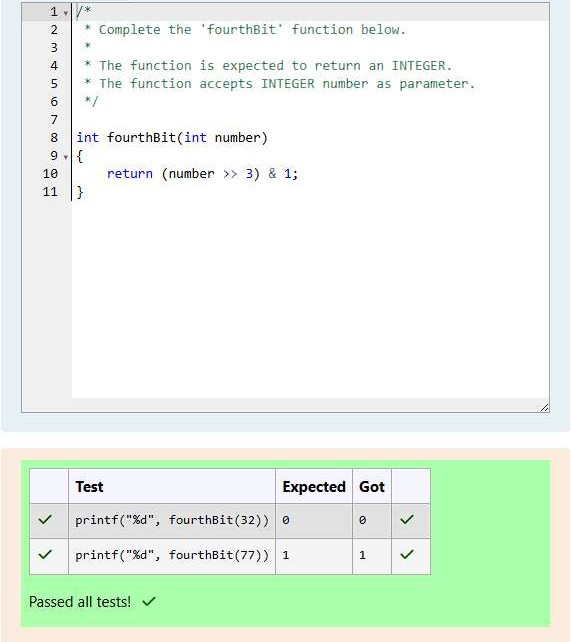 1 /*
2  * Complete the 'fourthBit' function below.
3  *
4  * The function is expected to return an INTEGER.
5  * The function accepts INTEGER number as parameter.
6  */
7
8 int fourthBit(int number)
9 {
10     return (number >> 3) & 1;
11 }
Test Expected Got
printf("%d", fourthBit(32)) 0 0
printf("%d", fourthBit(77)) 1 1
Passed all tests!